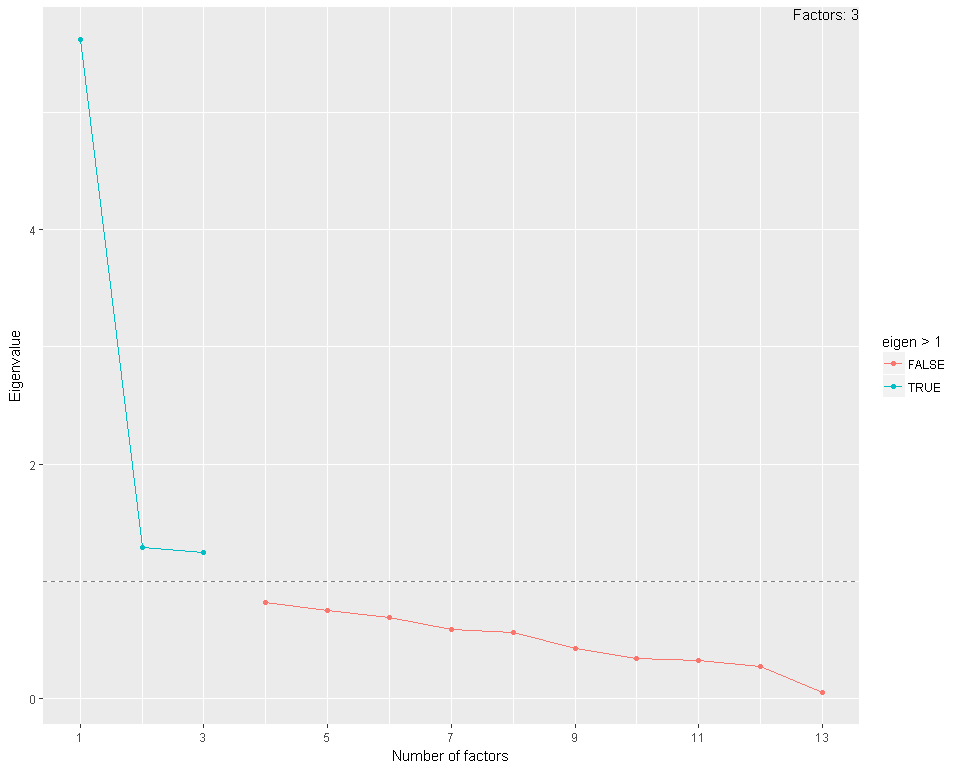 Factors: 3
Eigenvalue
4
2
0
1 3 5 7 9 11 13
Number of factors
eigen > 1
FALSE
TRUE